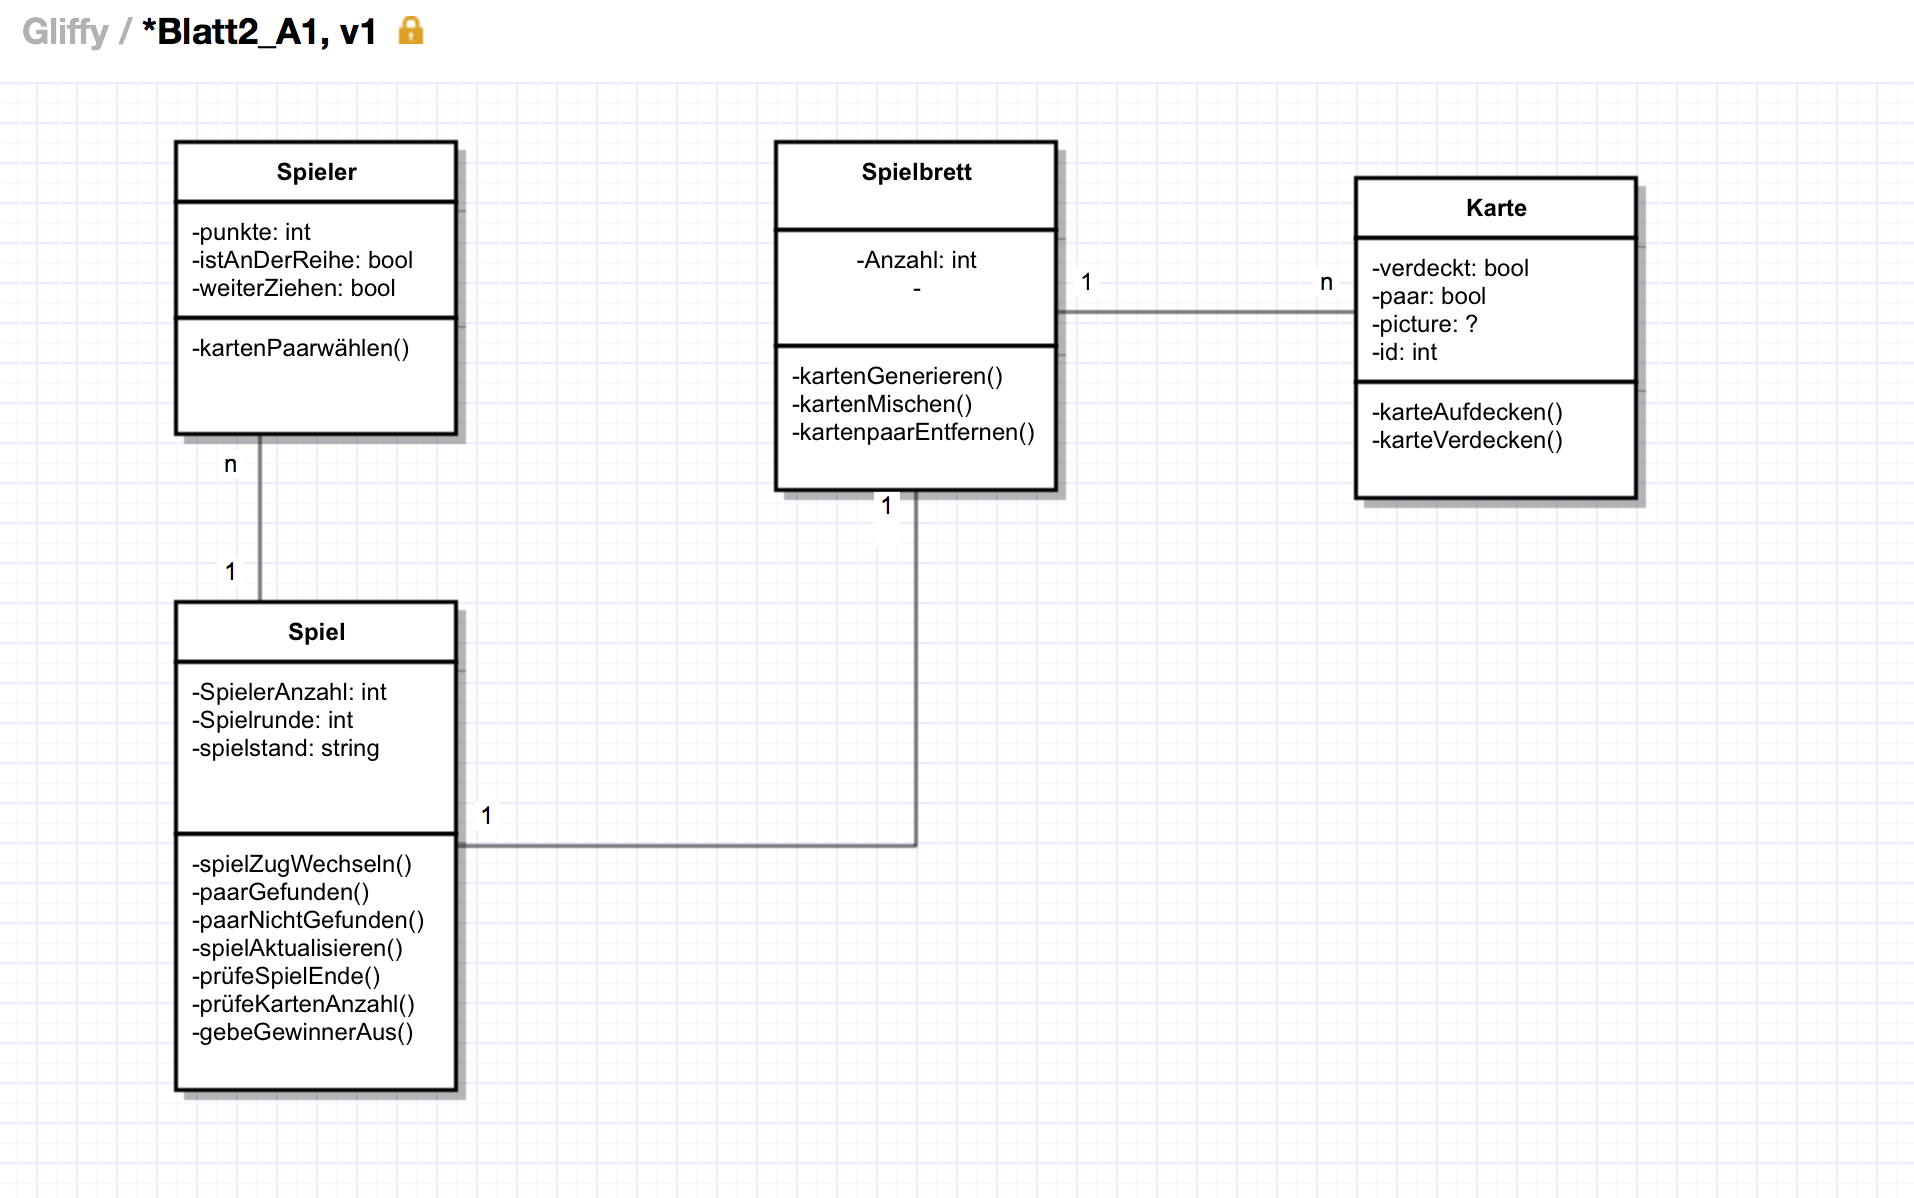 Gliffy / *Blatt2_A1, v1
Spieler
-punkte: int
-istAnDerReihe: bool
-weiterZiehen: bool
-kartenPaarwählen()
n
1
Spiel
-SpielerAnzahl: int
-Spielrunde: int
-spielstand: string
-spielZugWechseln()
-paarGefunden()
-paarNichtGefunden()
-spielAktualisieren()
-prüfeSpielEnde()
-prüfeKartenAnzahl()
-gebeGewinnerAus()
1
Spielbrett
-Anzahl: int
-
-kartenGenerieren()
-kartenMischen()
-kartenpaarEntfernen()
1
1
n
Karte
-verdeckt: bool
-paar: bool
-picture: ?
-id: int
-karteAufdecken()
-karteVerdecken()